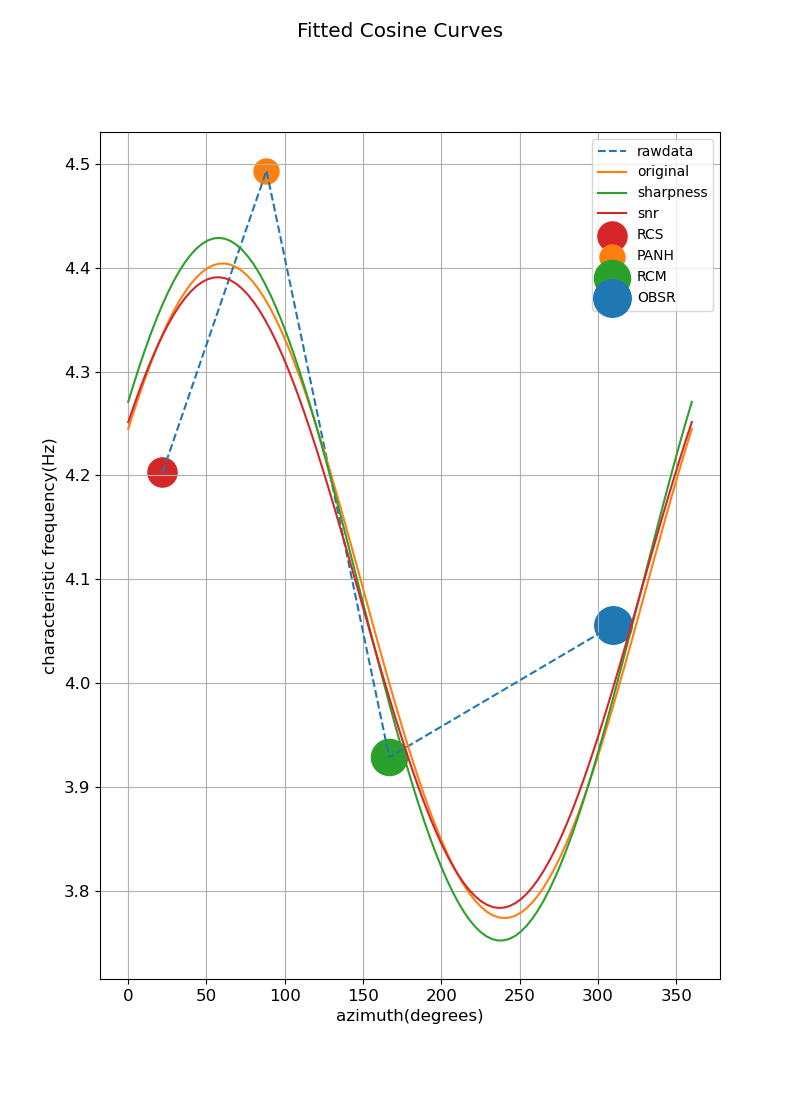 Fitted Cosine Curves
rawdata
original
sharpness
snr
RCS
PANH
RCM
OBSR
characteristic frequency(Hz)
4.5
4.4
4.3
4.2
4.1
4.0
3.9
3.8
0 50 100 150 200 250 300 350
azimuth(degrees)